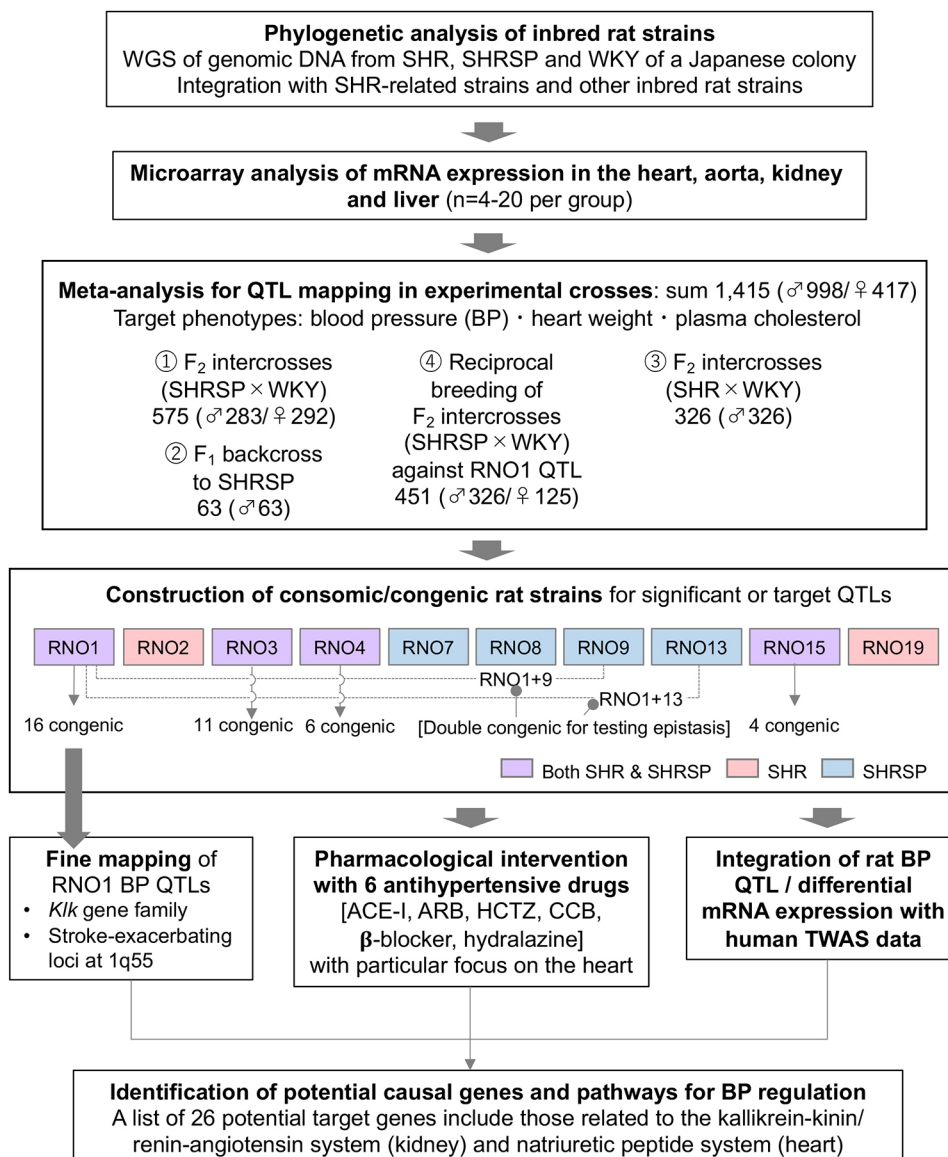 Phylogenetic analysis of inbred rat strains
WGS of genomic DNA from SHR, SHRSP and WKY of a Japanese colony
Integration with SHR-related strains and other inbred rat strains
Microarray analysis of mRNA expression in the heart, aorta, kidney
and liver (n=4-20 per group)
Meta-analysis for QTL mapping in experimental crosses: sum 1,415 (♂998/♀417)
Target phenotypes: blood pressure (BP)・heart weight・plasma cholesterol
① F₂ intercrosses
(SHRSP×WKY)
575 (♂283/♀292)
② F₁ backcross
to SHRSP
63 (♂63)
④ Reciprocal
breeding of
F₂ intercrosses
(SHRSP×WKY)
against RNO1 QTL
451 (♂326/♀125)
③ F₂ intercrosses
(SHR×WKY)
326 (♂326)
Construction of consomic/congenic rat strains for significant or target QTLs
RNO1 RNO2 RNO3 RNO4 RNO7 RNO8 RNO9 RNO13 RNO15 RNO19
RNO1+9
RNO1+13
16 congenic 11 congenic 6 congenic [Double congenic for testing epistasis] 4 congenic
Both SHR & SHRSP SHR SHRSP
Fine mapping of
RNO1 BP QTLs
• Klk gene family
• Stroke-exacerbating
loci at 1q55
Pharmacological intervention
with 6 antihypertensive drugs
[ACE-I, ARB, HCTZ, CCB,
β-blocker, hydralazine]
with particular focus on the heart
Integration of rat BP
QTL / differential
mRNA expression with
human TWAS data
Identification of potential causal genes and pathways for BP regulation
A list of 26 potential target genes include those related to the kallikrein-kinin/
renin-angiotensin system (kidney) and natriuretic peptide system (heart)